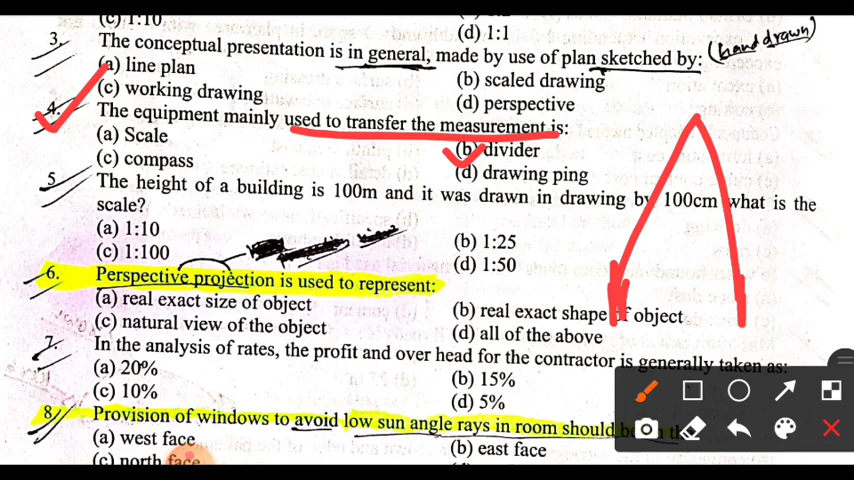 (c) 1:10
(d) 1:1
3. The conceptual presentation is in general, made by use of plan sketched by: (hand drawn)
(a) line plan
(b) scaled drawing
(c) working drawing
(d) perspective
4. The equipment mainly used to transfer the measurement is:
(a) Scale
(b) divider
(c) compass
(d) drawing ping
5 The height of a building is 100m and it was drawn in drawing by 100cm what is the
scale?
(a) 1:10
(b) 1:25
(c) 1:100
(d) 1:50
6. Perspective projection is used to represent:
(a) real exact size of object
(b) real exact shape of object
(c) natural view of the object
(d) all of the above
7. In the analysis of rates, the profit and over head for the contractor is generally taken as:
(a) 20%
(b) 15%
(c) 10%
(d) 5%
8 Provision of windows to avoid low sun angle rays in room should
(a) west face
(b) east face
(c) north face